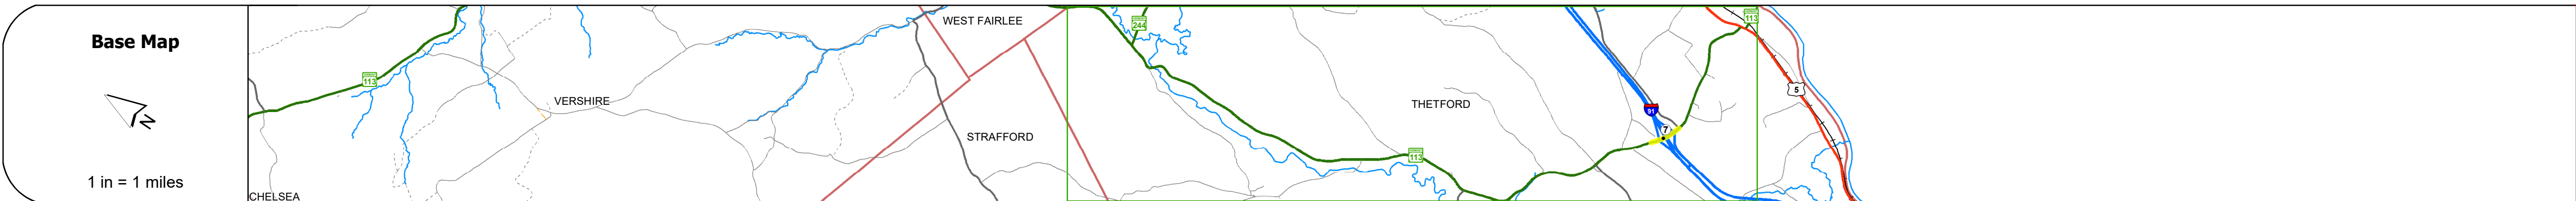 Base Map
N
1 in = 1 miles
CHELSEA
113
VERSHIRE
WEST FAIRLEE
STRAFFORD
244
113
THETFORD
91
7
113
5